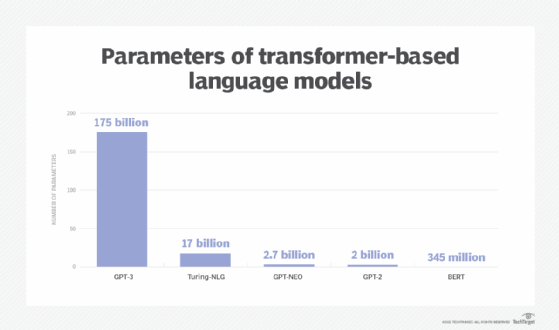 Parameters of transformer-based
language models
NUMBER OF PARAMETERS
200
150
100
50
0
175 billion
17 billion
2.7 billion
2 billion
345 million
GPT-3
Turing-NLG
GPT-NEO
GPT-2
BERT
TechTarget